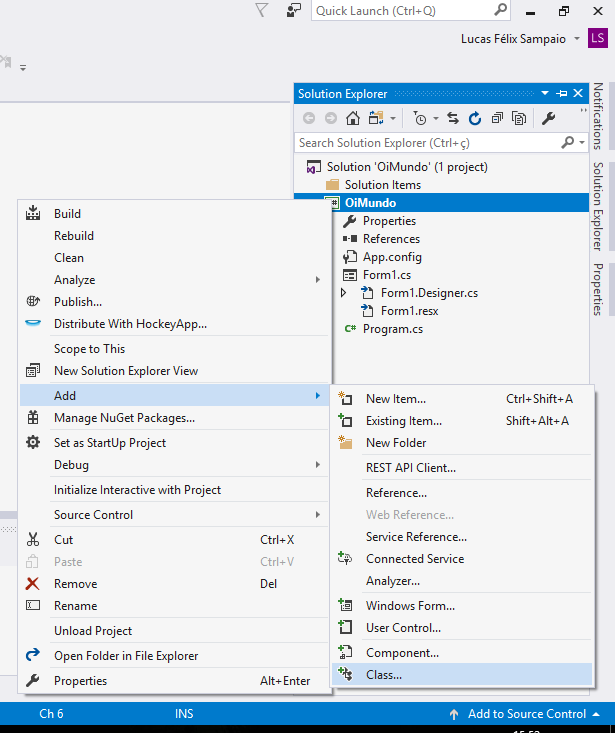 Quick Launch (Ctrl+Q)
Lucas Félix Sampaio
LS
Solution Explorer
Search Solution Explorer (Ctrl+ç)
Solution 'OiMundo' (1 project)
Solution Items
OiMundo
Properties
References
App.config
Form1.cs
Form1.Designer.cs
Form1.resx
C# Program.cs
Notifications
Solution Explorer
Properties
Build
Rebuild
Clean
Analyze
Publish...
Distribute With HockeyApp...
Scope to This
New Solution Explorer View
Add
Manage NuGet Packages...
Set as StartUp Project
Debug
Initialize Interactive with Project
Source Control
Cut Ctrl+X
Paste Ctrl+V
Remove Del
Rename
Unload Project
Open Folder in File Explorer
Properties Alt+Enter
New Item... Ctrl+Shift+A
Existing Item... Shift+Alt+A
New Folder
REST API Client...
Reference...
Web Reference...
Service Reference...
Connected Service
Analyzer...
Windows Form...
User Control...
Component...
Class...
Ch 6 INS Add to Source Control